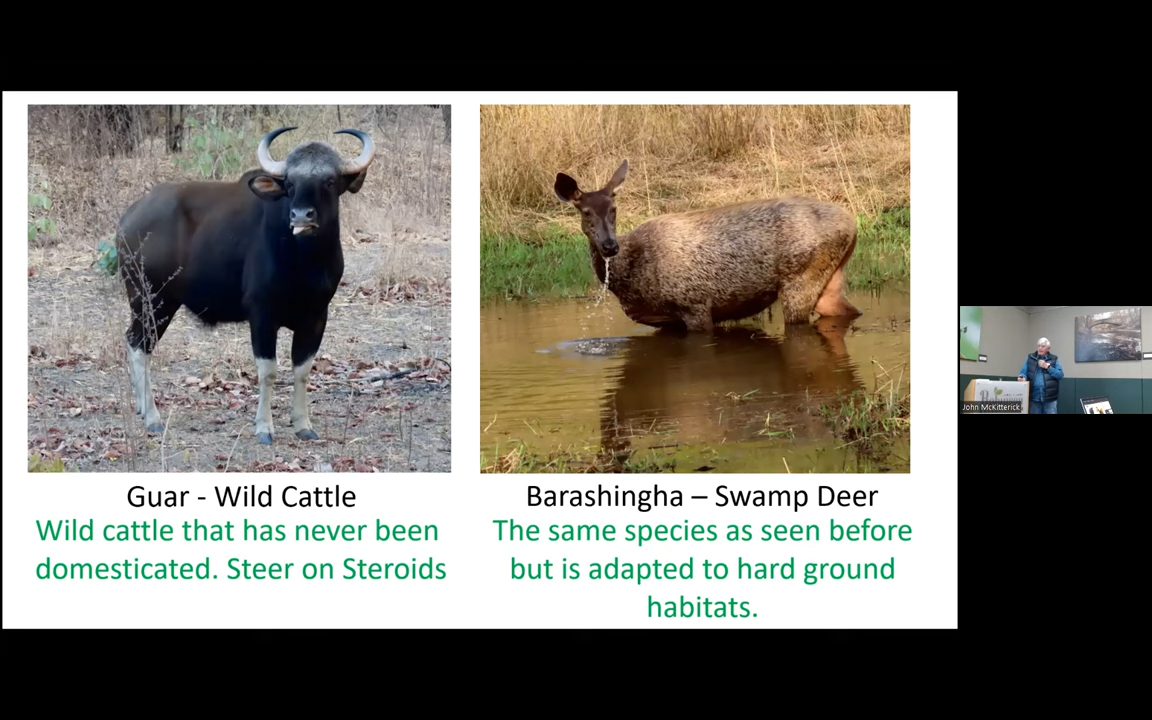 Guar - Wild Cattle
Wild cattle that has never been
domesticated. Steer on Steroids
Barashingha – Swamp Deer
The same species as seen before
but is adapted to hard ground
habitats.
John McKitterick